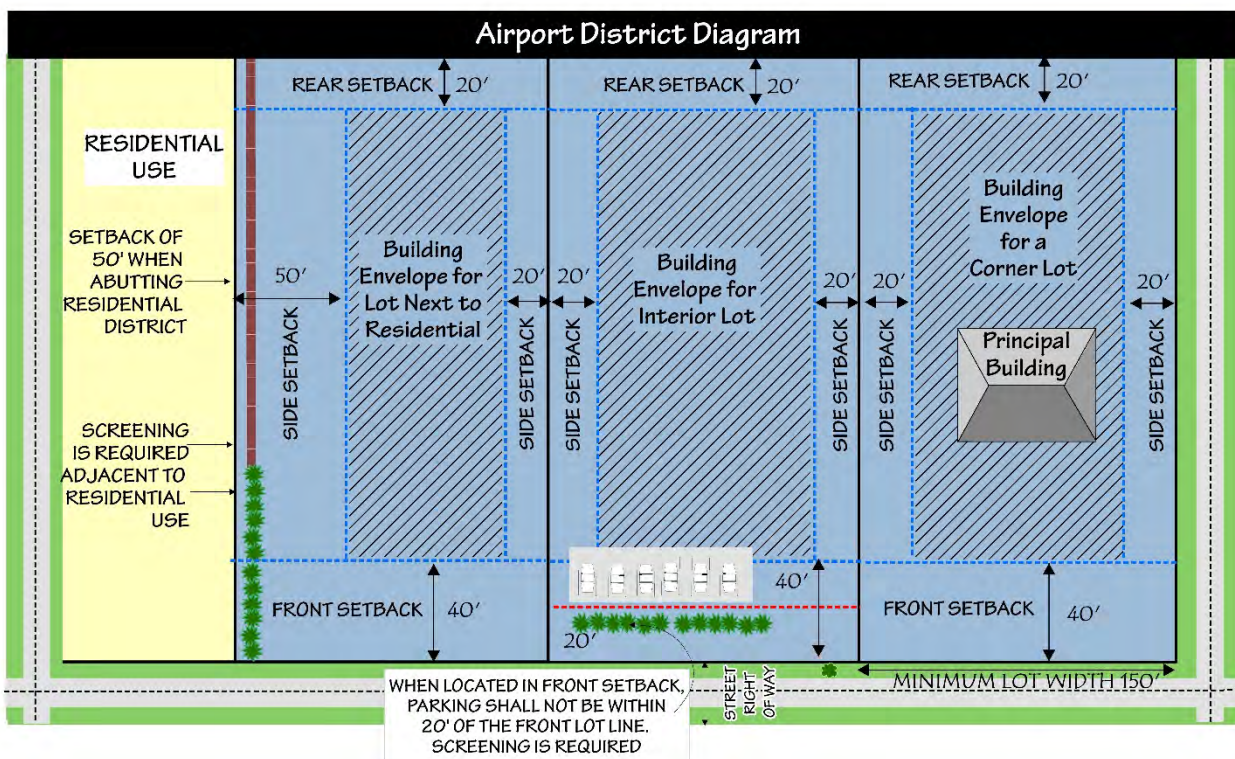 Airport District Diagram
REAR SETBACK 20'
REAR SETBACK 20'
REAR SETBACK 20'
RESIDENTIAL
USE
SETBACK OF
50' WHEN
ABUTTING
RESIDENTIAL
DISTRICT
SCREENING
IS REQUIRED
ADJACENT TO
RESIDENTIAL
USE
50'
SIDE SETBACK
Building
Envelope for
Lot Next to
Residential
20'
SIDE SETBACK
20'
SIDE SETBACK
Building
Envelope for
Interior Lot
20'
SIDE SETBACK
20'
SIDE SETBACK
Building
Envelope
for a
Corner Lot
Principal
Building
20'
SIDE SETBACK
FRONT SETBACK 40'
40'
20'
FRONT SETBACK 40'
WHEN LOCATED IN FRONT SETBACK,
PARKING SHALL NOT BE WITHIN
20' OF THE FRONT LOT LINE.
SCREENING IS REQUIRED
STREET
RIGHT
OF WAY
MINIMUM LOT WIDTH 150'